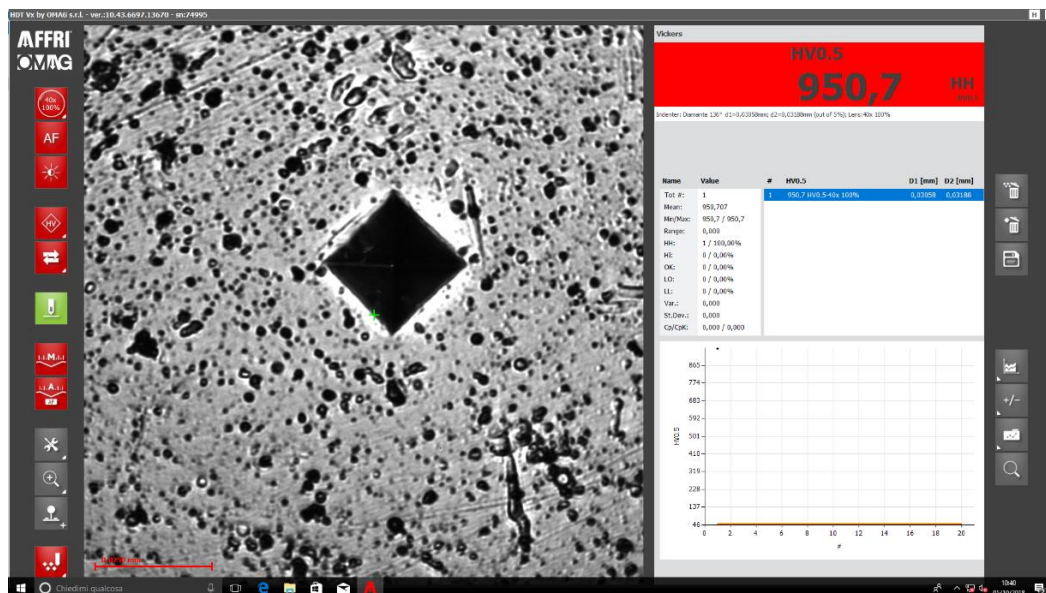 HDT Vx by OMAG s.r.l. - ver.:10.43.6697.13670 - sn:74995
H
AFFRI
OMAG
40x
100%
AF
HV
M
A
AF
Vickers
HV0.5
950,7
HH
Indenter: Diamante 136° d1=0,03058mm; d2=0,03188mm (out of 5%); Lens:40x 100%
Name Value
Tot #: 1
Mean: 950,707
Min/Max: 950,7 / 950,7
Range: 0,000
HH: 1 / 100,00%
HI: 0 / 0,00%
OK: 0 / 0,00%
LO: 0 / 0,00%
LL: 0 / 0,00%
Var.: 0,000
St.Dev.: 0,000
Cp/CpK: 0,000 / 0,000
# HV0.5 D1 [mm] D2 [mm]
1 950,7 HV0.5-40x 100% 0,03058 0,03186
865
774
683
592
501
410
319
228
137
46
HV0.5
0 2 4 6 8 10 12 14 16 18 20
#
+/-
Chiedimi qualcosa
10:40